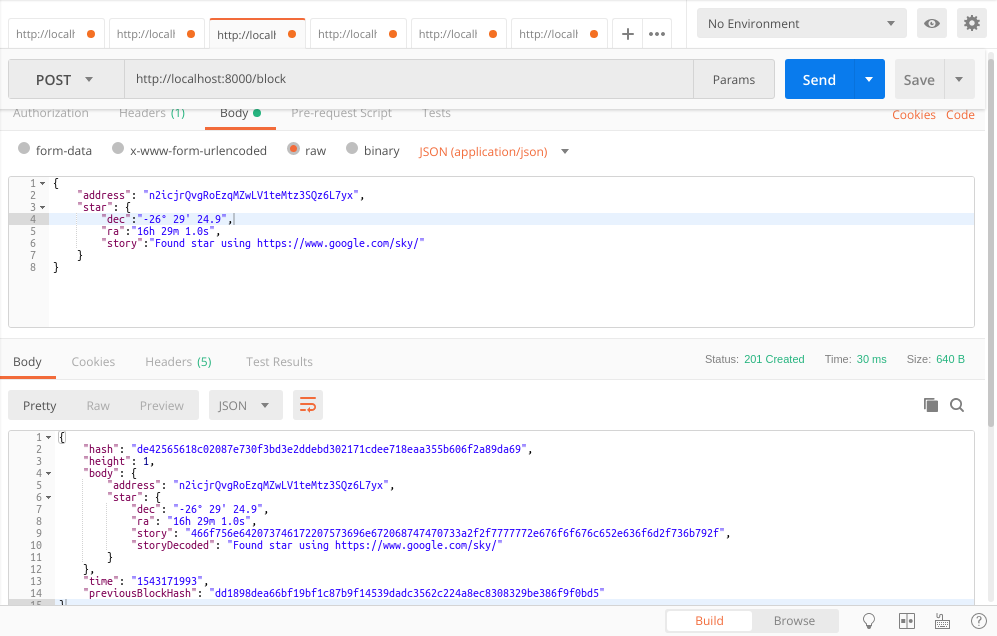 http://locall http://locall http://locall http://locall http://locall http://locall + ••• No Environment
POST http://localhost:8000/block Params Send Save
Authorization Headers (1) Body Pre-request Script Tests Cookies Code
form-data x-www-form-urlencoded raw binary JSON (application/json)
1 {
2 "address": "n2icjrQvgRoEzqMZwLV1teMtz3SQz6L7yx",
3 "star": {
4 "dec":"-26° 29' 24.9",
5 "ra":"16h 29m 1.0s",
6 "story":"Found star using https://www.google.com/sky/"
7 }
8 }
Body Cookies Headers (5) Test Results Status: 201 Created Time: 30 ms Size: 640 B
Pretty Raw Preview JSON
1 {
2 "hash": "de42565618c02087e730f3bd3e2ddebd302171cdee718eaa355b606f2a89da69",
3 "height": 1,
4 "body": {
5 "address": "n2icjrQvgRoEzqMZwLV1teMtz3SQz6L7yx",
6 "star": {
7 "dec": "-26° 29' 24.9",
8 "ra": "16h 29m 1.0s",
9 "story": "466f756e642073746172207573696e672068747470733a2f2f7777772e676f6f676c652e636f6d2f736b792f",
10 "storyDecoded": "Found star using https://www.google.com/sky/"
11 }
12 },
13 "time": "1543171993",
14 "previousBlockHash": "dd1898dea66bf19bf1c87b9f14539dadc3562c224a8ec8308329be386f9f0bd5"
15 }
Build Browse